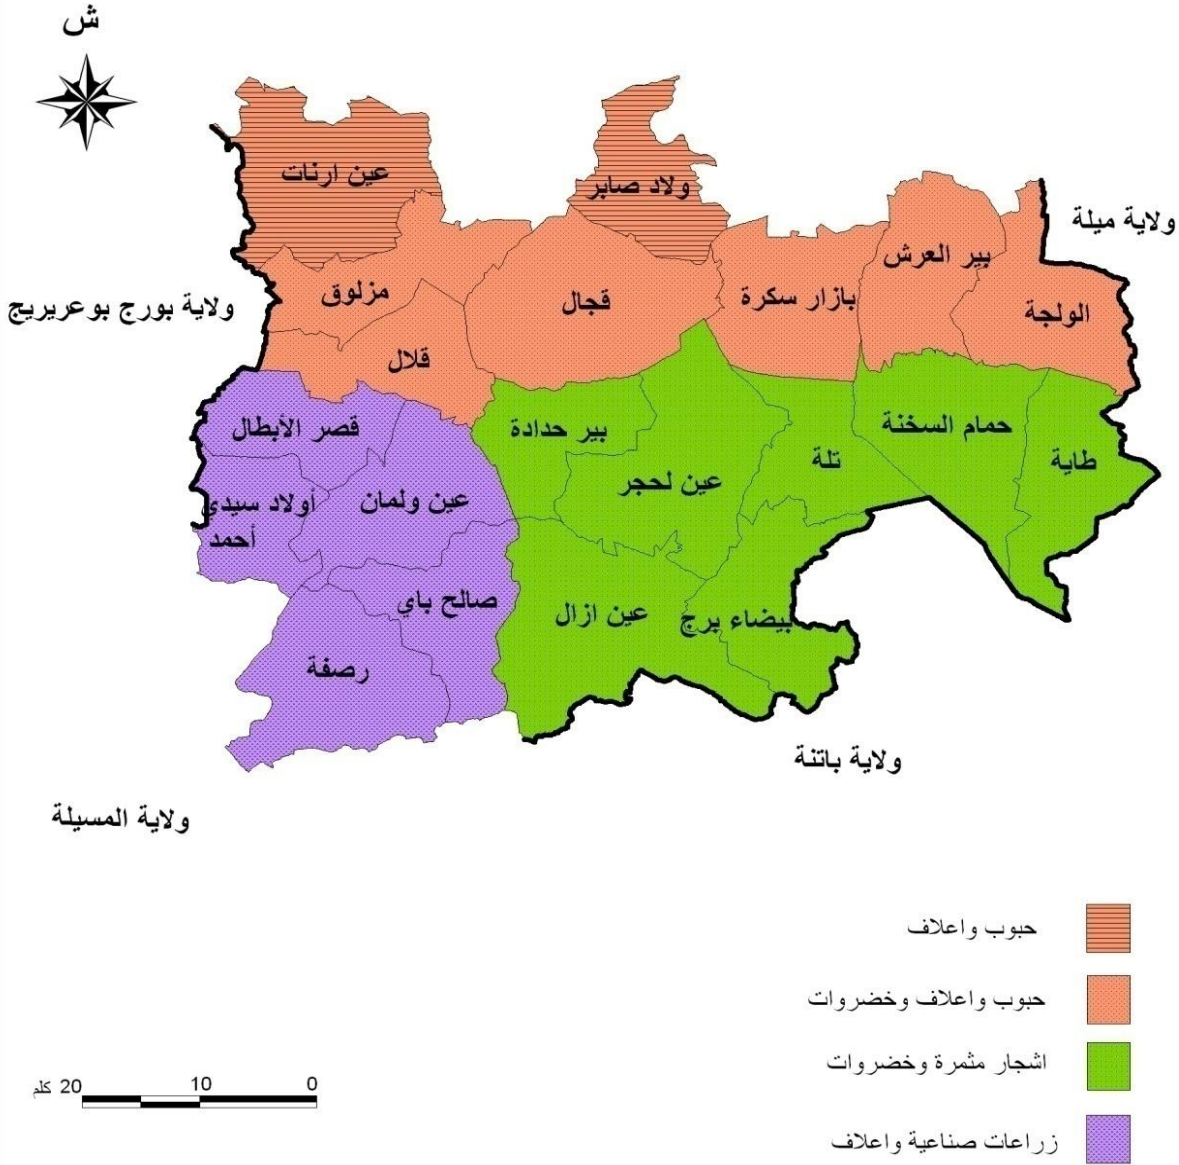 ش
عين ارنات
ولاد صابر
ولاية ميلة
بير العرش
ولاية بورج بوعريريج
مزلوق
قجال
بازار سكرة
الولجة
قلال
قصر الأبطال
بير حدادة
حمام السخنة
طاية
تلة
عين لحجر
عين ولمان
أولاد سيدي
أحمد
صالح باي
عين ازال
بيضاء برج
رصفة
ولاية باتنة
ولاية المسيلة
حبوب واعلاف
حبوب واعلاف وخضروات
اشجار مثمرة وخضروات
زراعات صناعية واعلاف
0 10 20 كلم